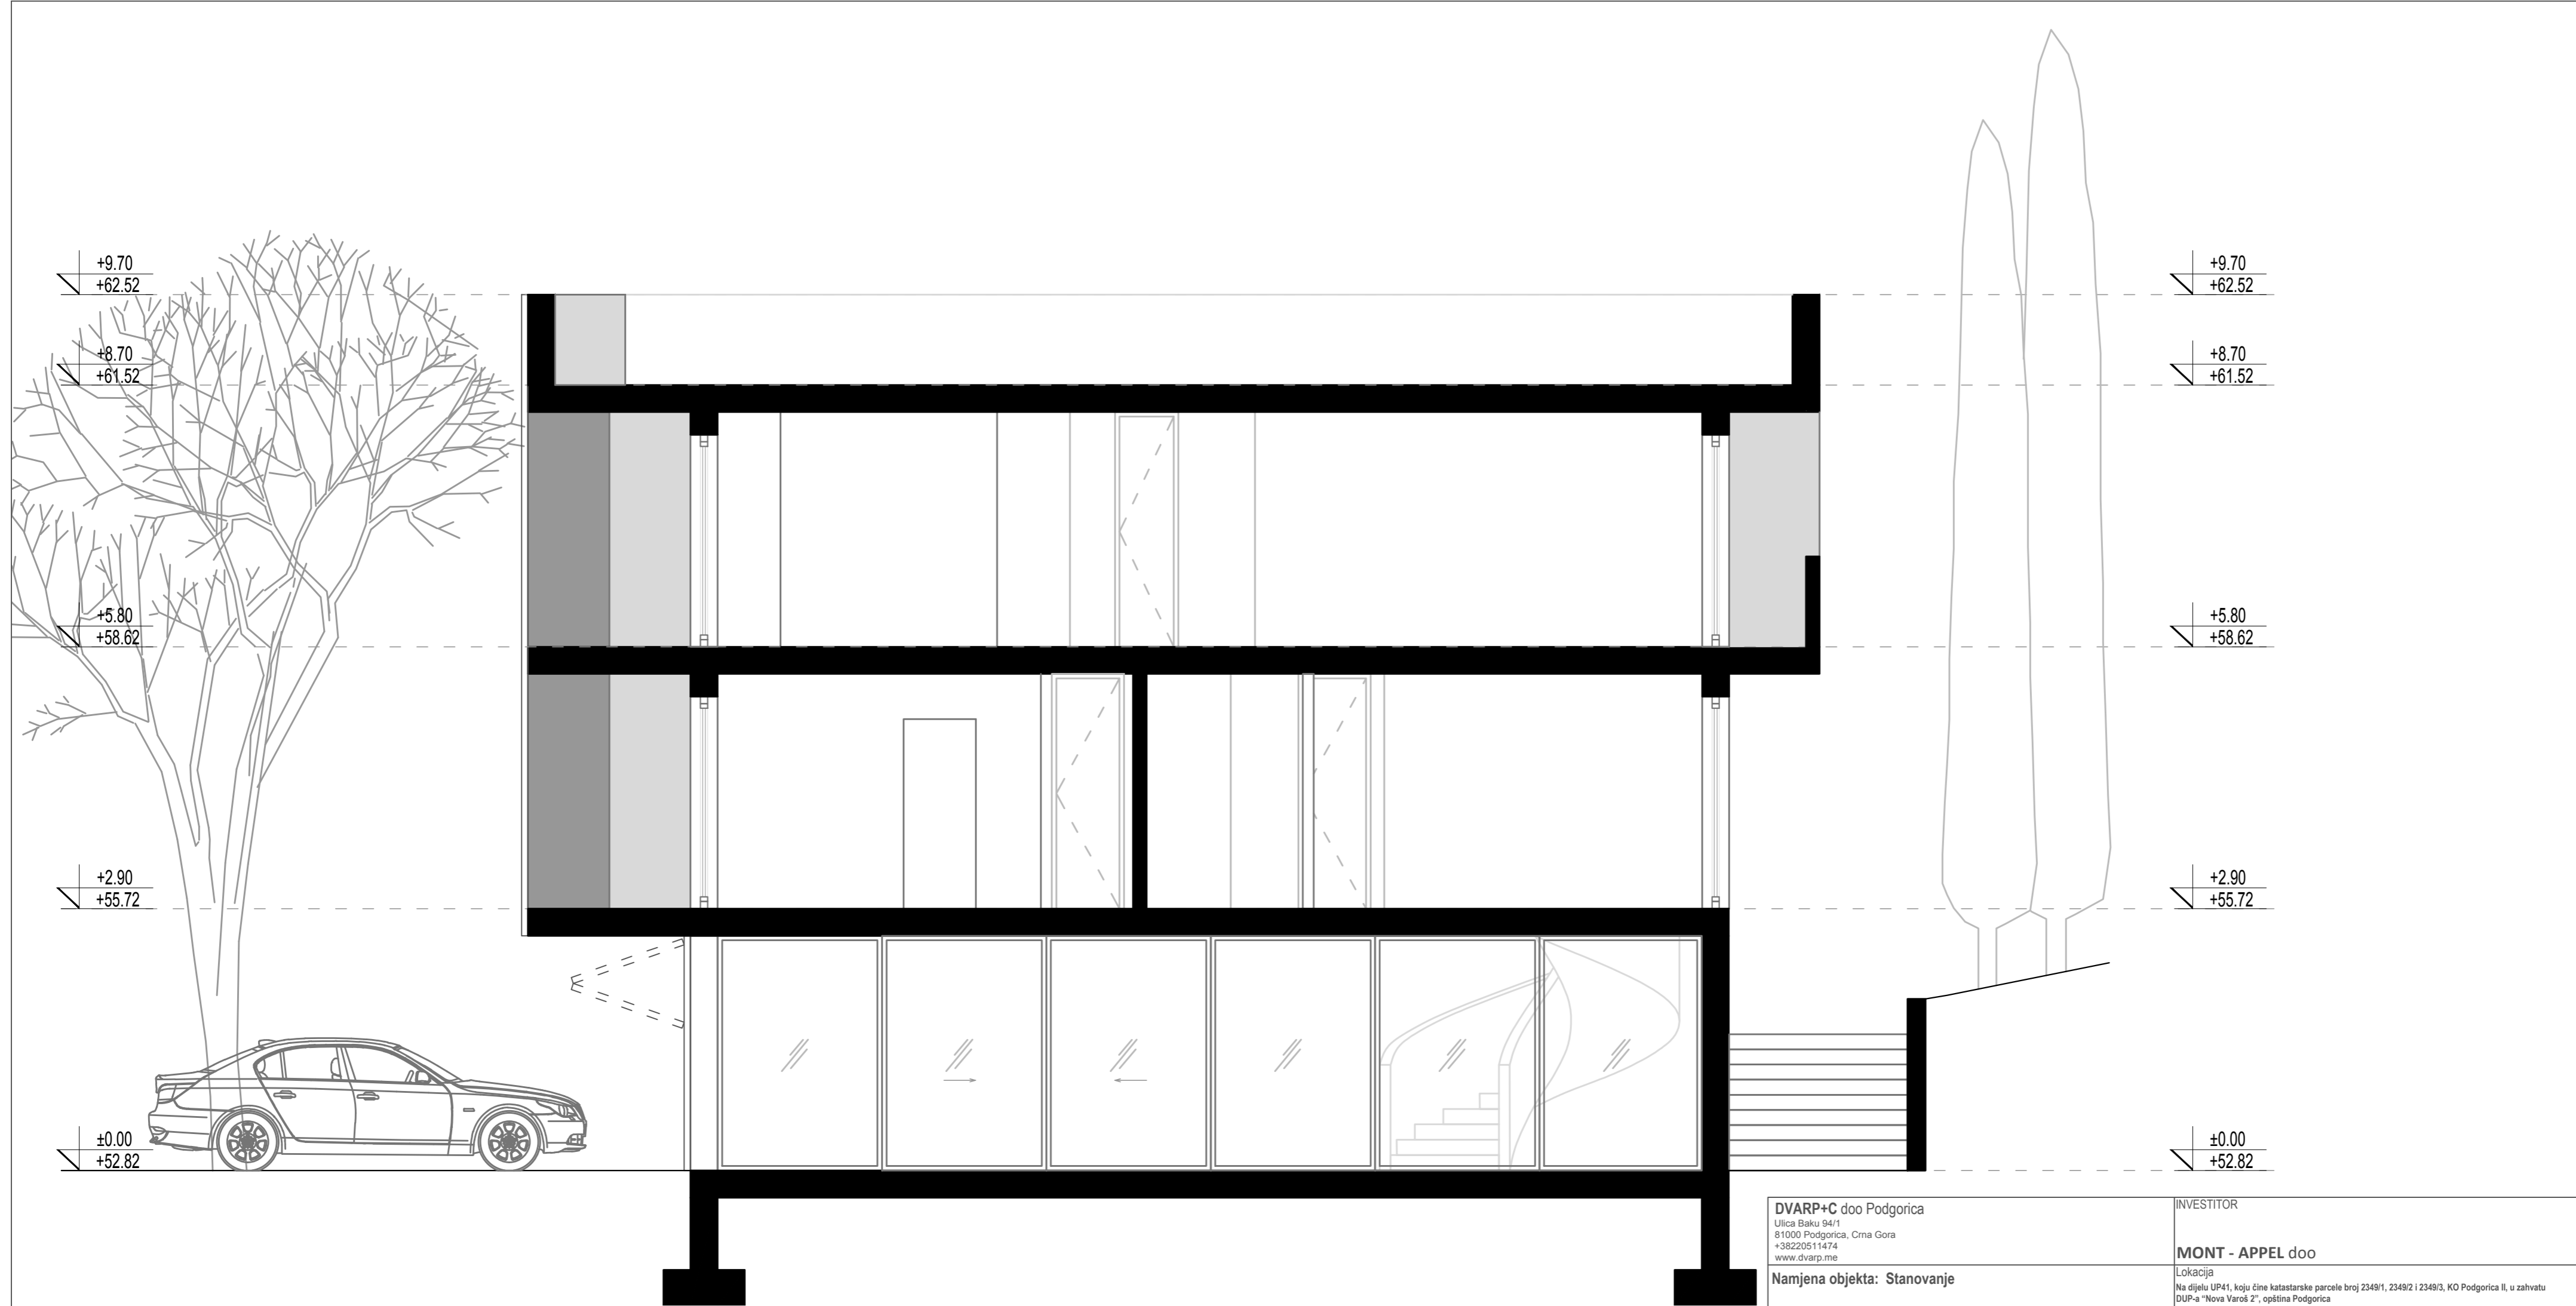 +9.70
+62.52
+8.70
+61.52
+5.80
+58.62
+2.90
+55.72
±0.00
+52.82
+9.70
+62.52
+8.70
+61.52
+5.80
+58.62
+2.90
+55.72
±0.00
+52.82
DVARP+C doo Podgorica
Ulica Baku 94/1
81000 Podgorica, Crna Gora
+38220511474
www.dvarp.me
Namjena objekta: Stanovanje
INVESTITOR
MONT - APPEL doo
Lokacija
Na dijelu UP41, koju čine katastarske parcele broj 2349/1, 2349/2 i 2349/3, KO Podgorica II, u zahvatu
DUP-a “Nova Varoš 2”, opština Podgorica